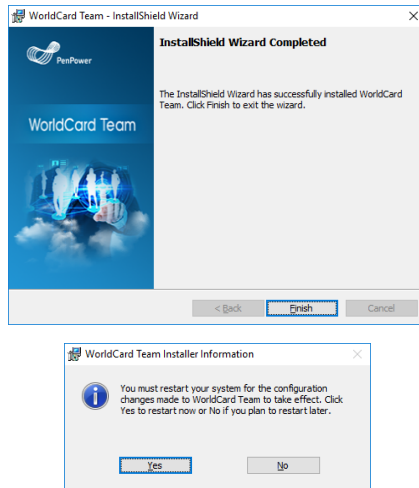 WorldCard Team - InstallShield Wizard
InstallShield Wizard Completed
PenPower
The InstallShield Wizard has successfully installed WorldCard
Team. Click Finish to exit the wizard.
WorldCard Team
< Back
Finish
Cancel
WorldCard Team Installer Information
You must restart your system for the configuration
changes made to WorldCard Team to take effect. Click
Yes to restart now or No if you plan to restart later.
Yes
No